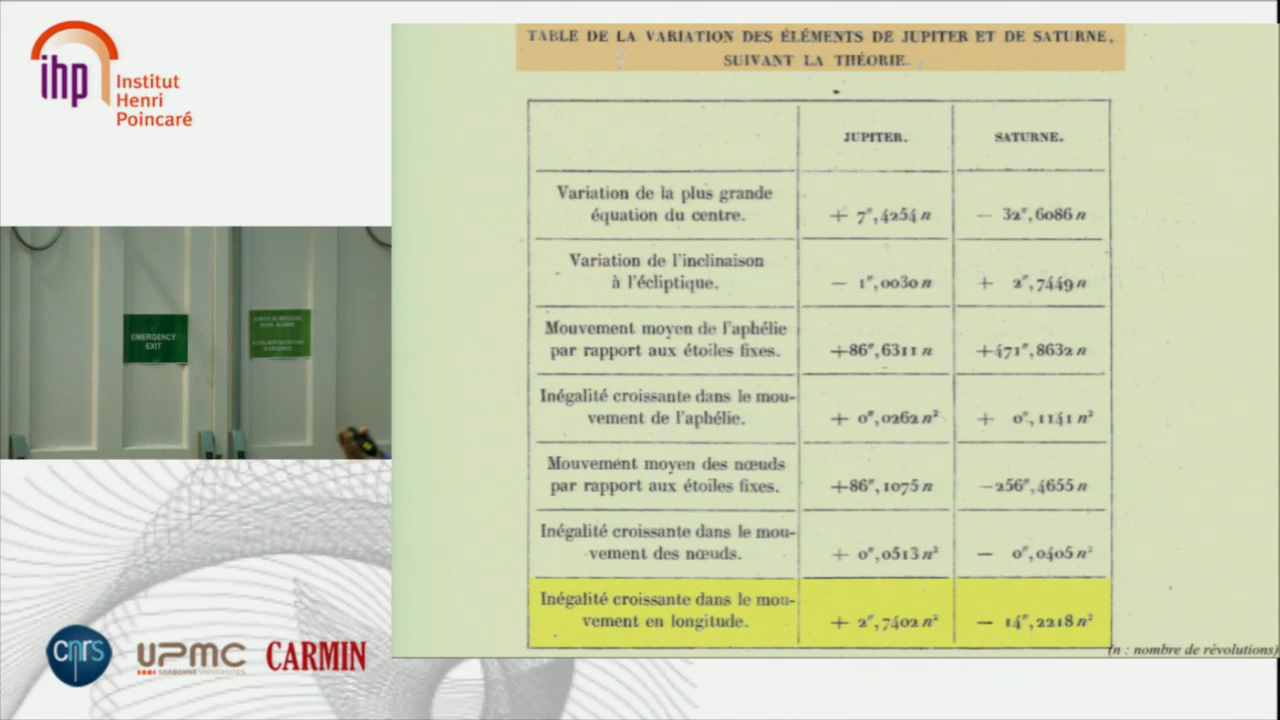 ihp
Institut
Henri
Poincaré
TABLE DE LA VARIATION DES ÉLÉMENTS DE JUPITER ET DE SATURNE,
SUIVANT LA THÉORIE.
JUPITER. SATURNE.
Variation de la plus grande
équation du centre. + 7″,4254 n − 32″,6086 n
Variation de l'inclinaison
à l'écliptique. − 1″,0030 n + 2″,7449 n
Mouvement moyen de l'aphélie
par rapport aux étoiles fixes. +86″,6311 n +471″,8632 n
Inégalité croissante dans le mou-
vement de l'aphélie. + 0″,0262 n² + 0″,1141 n²
Mouvement moyen des nœuds
par rapport aux étoiles fixes. +86″,1075 n −256″,4655 n
Inégalité croissante dans le mou-
vement des nœuds. + 0″,0513 n² − 0″,0405 n²
Inégalité croissante dans le mou-
vement en longitude. + 2″,7402 n² − 14″,2218 n²
(n : nombre de révolutions)
EMERGENCY
EXIT
cnrs
UPMC
SORBONNE UNIVERSITÉS
CARMIN